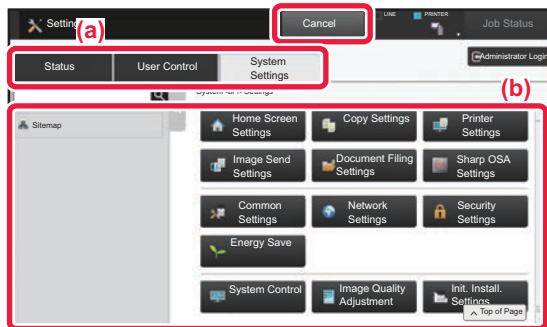 Settings
(a)
Cancel
LINE
PRINTER
Job Status
Status
User Control
System
Settings
Administrator Login
(b)
Settings
Sitemap
Home Screen
Settings
Copy Settings
Printer
Settings
Image Send
Settings
Document Filing
Settings
Sharp OSA
Settings
Common
Settings
Network
Settings
Security
Settings
Energy Save
System Control
Image Quality
Adjustment
Init. Install.
Settings
Top of Page